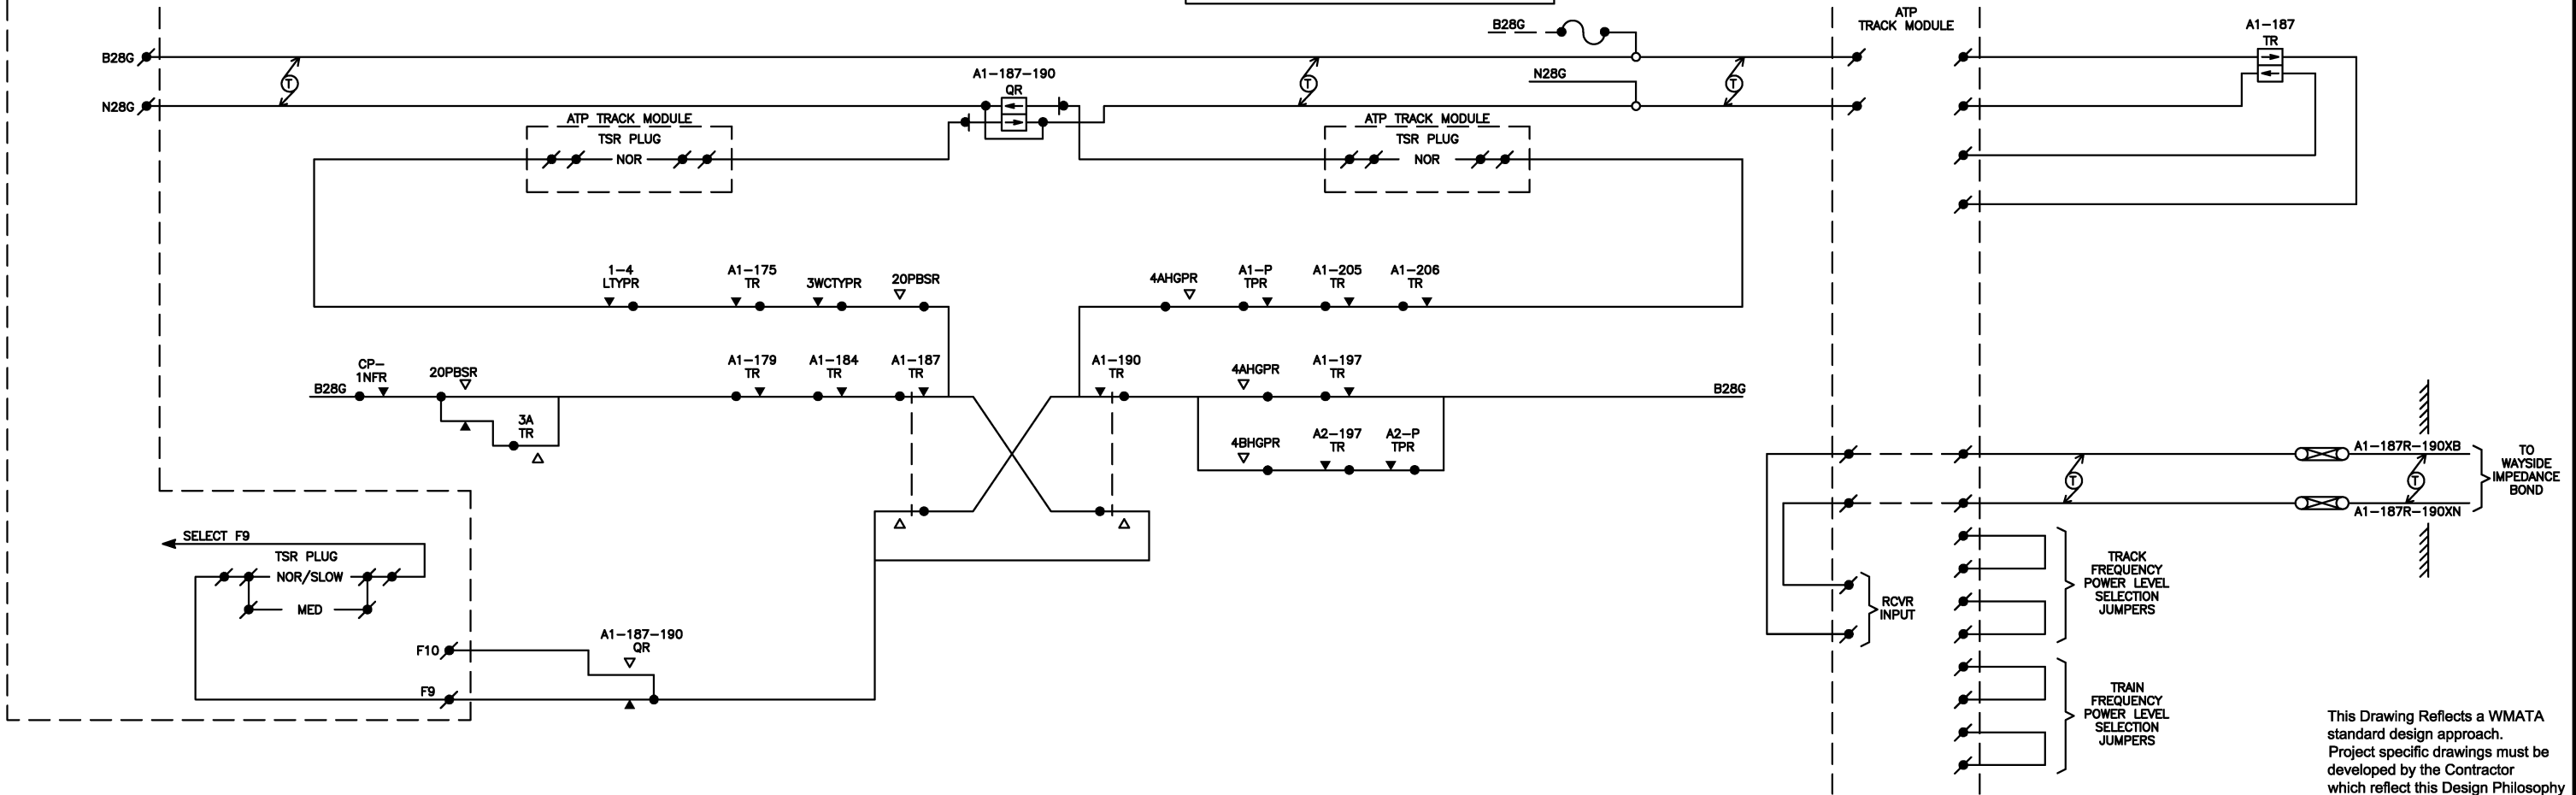 B28G
ATP
TRACK MODULE
A1-187
TR
B28G
N28G
A1-187-190
QR
N28G
ATP TRACK MODULE
TSR PLUG
NOR
ATP TRACK MODULE
TSR PLUG
NOR
1-4
LTYPR
A1-175
TR
3WCTYPR
20PBSR
4AHGPR
A1-P
TPR
A1-205
TR
A1-206
TR
B28G
CP-
1NFR
20PBSR
3A
TR
A1-179
TR
A1-184
TR
A1-187
TR
A1-190
TR
4AHGPR
A1-197
TR
B28G
4BHGPR
A2-197
TR
A2-P
TPR
A1-187R-190XB
A1-187R-190XN
TO
WAYSIDE
IMPEDANCE
BOND
SELECT F9
TSR PLUG
NOR/SLOW
MED
F10
F9
A1-187-190
QR
RCVR
INPUT
TRACK
FREQUENCY
POWER LEVEL
SELECTION
JUMPERS
TRAIN
FREQUENCY
POWER LEVEL
SELECTION
JUMPERS
T
T
T
T
T
This Drawing Reflects a WMATA
standard design approach.
Project specific drawings must be
developed by the Contractor
which reflect this Design Philosophy